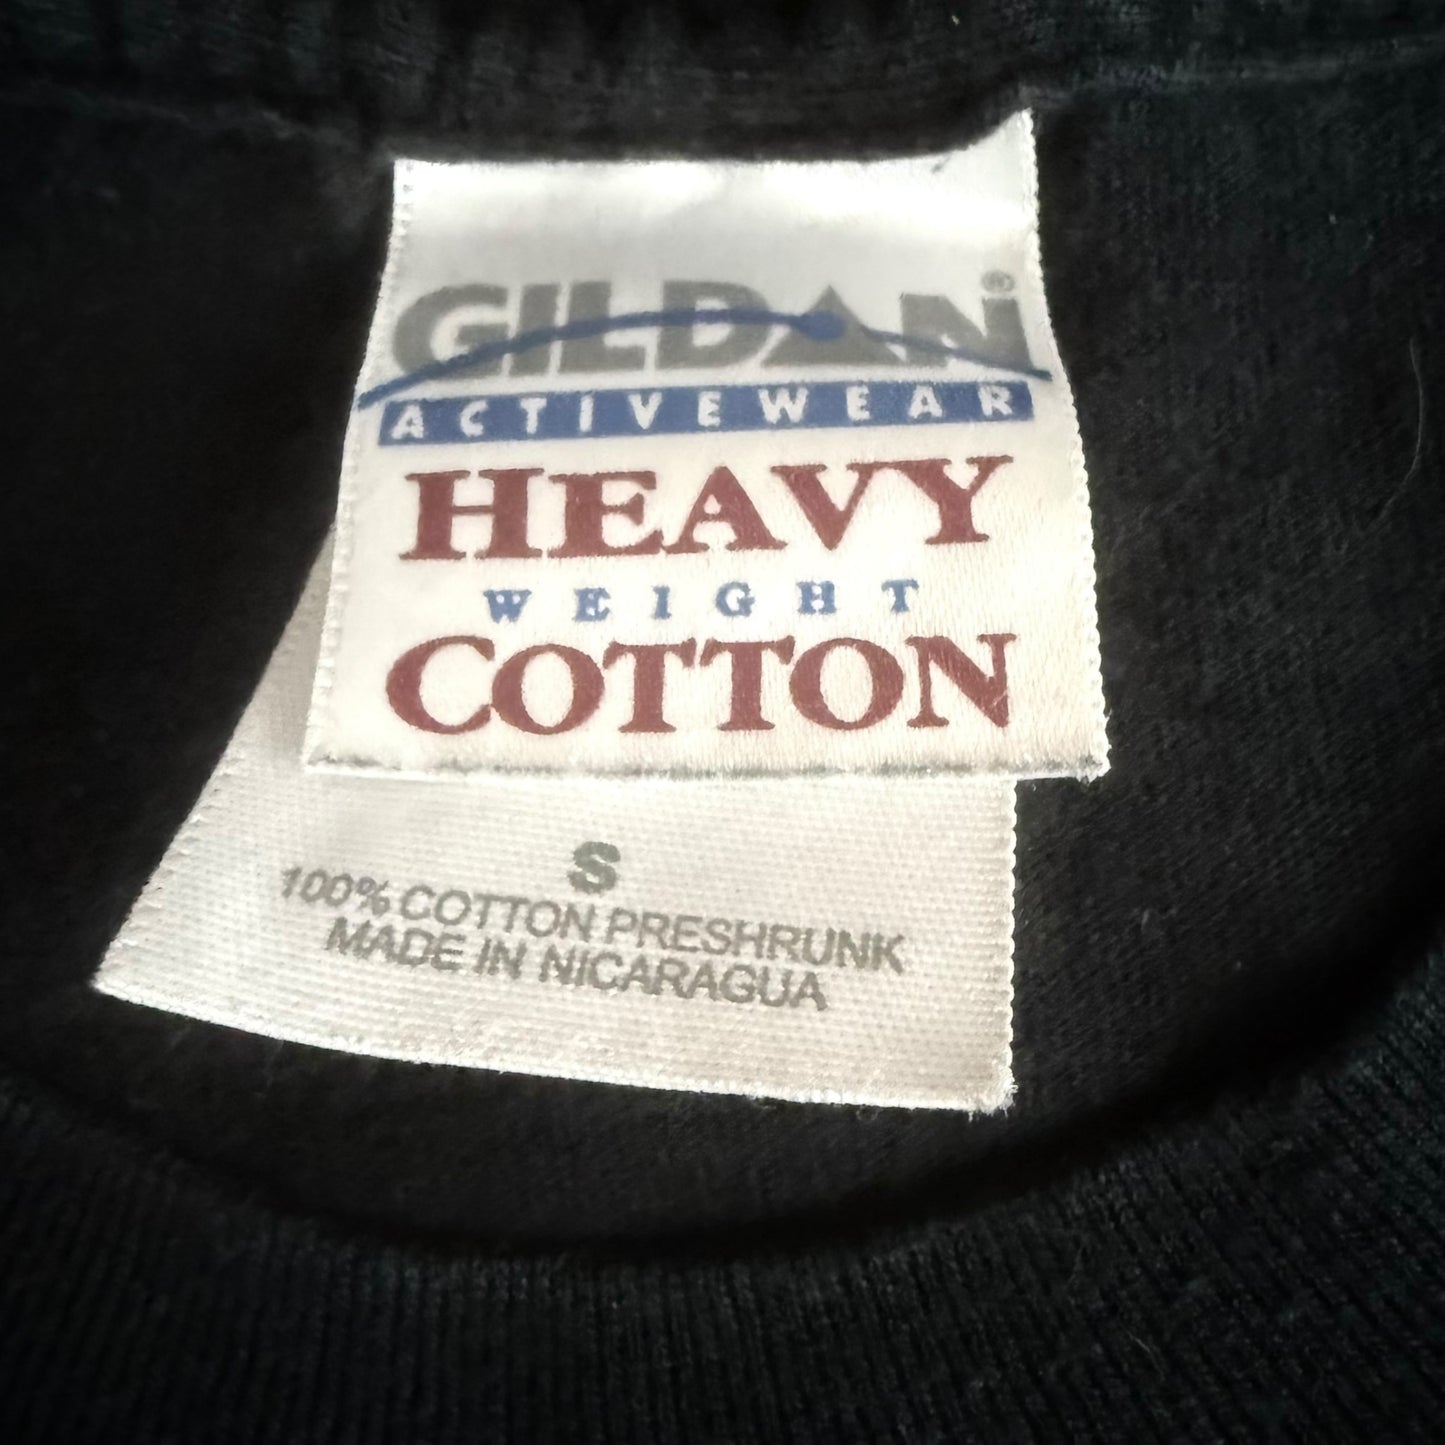 GILDAN®
ACTIVEWEAR
HEAVY
WEIGHT
COTTON
S
100% COTTON PRESHRUNK
MADE IN NICARAGUA